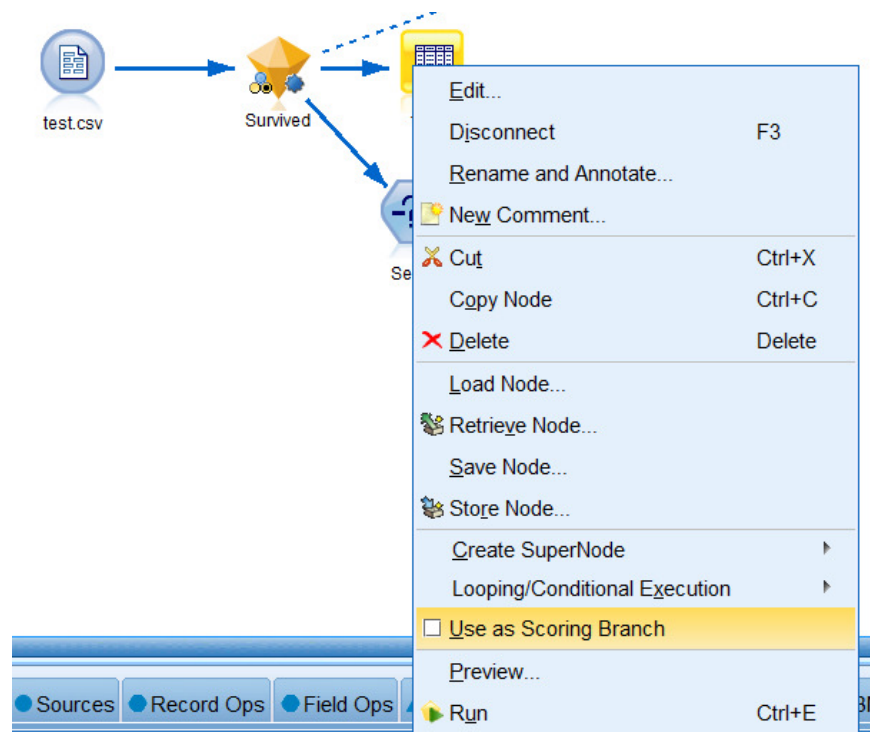 test.csv
Survived
Se
Edit...
Disconnect F3
Rename and Annotate...
New Comment...
Cut Ctrl+X
Copy Node Ctrl+C
Delete Delete
Load Node...
Retrieve Node...
Save Node...
Store Node...
Create SuperNode
Looping/Conditional Execution
Use as Scoring Branch
Preview...
Run Ctrl+E
Sources Record Ops Field Ops